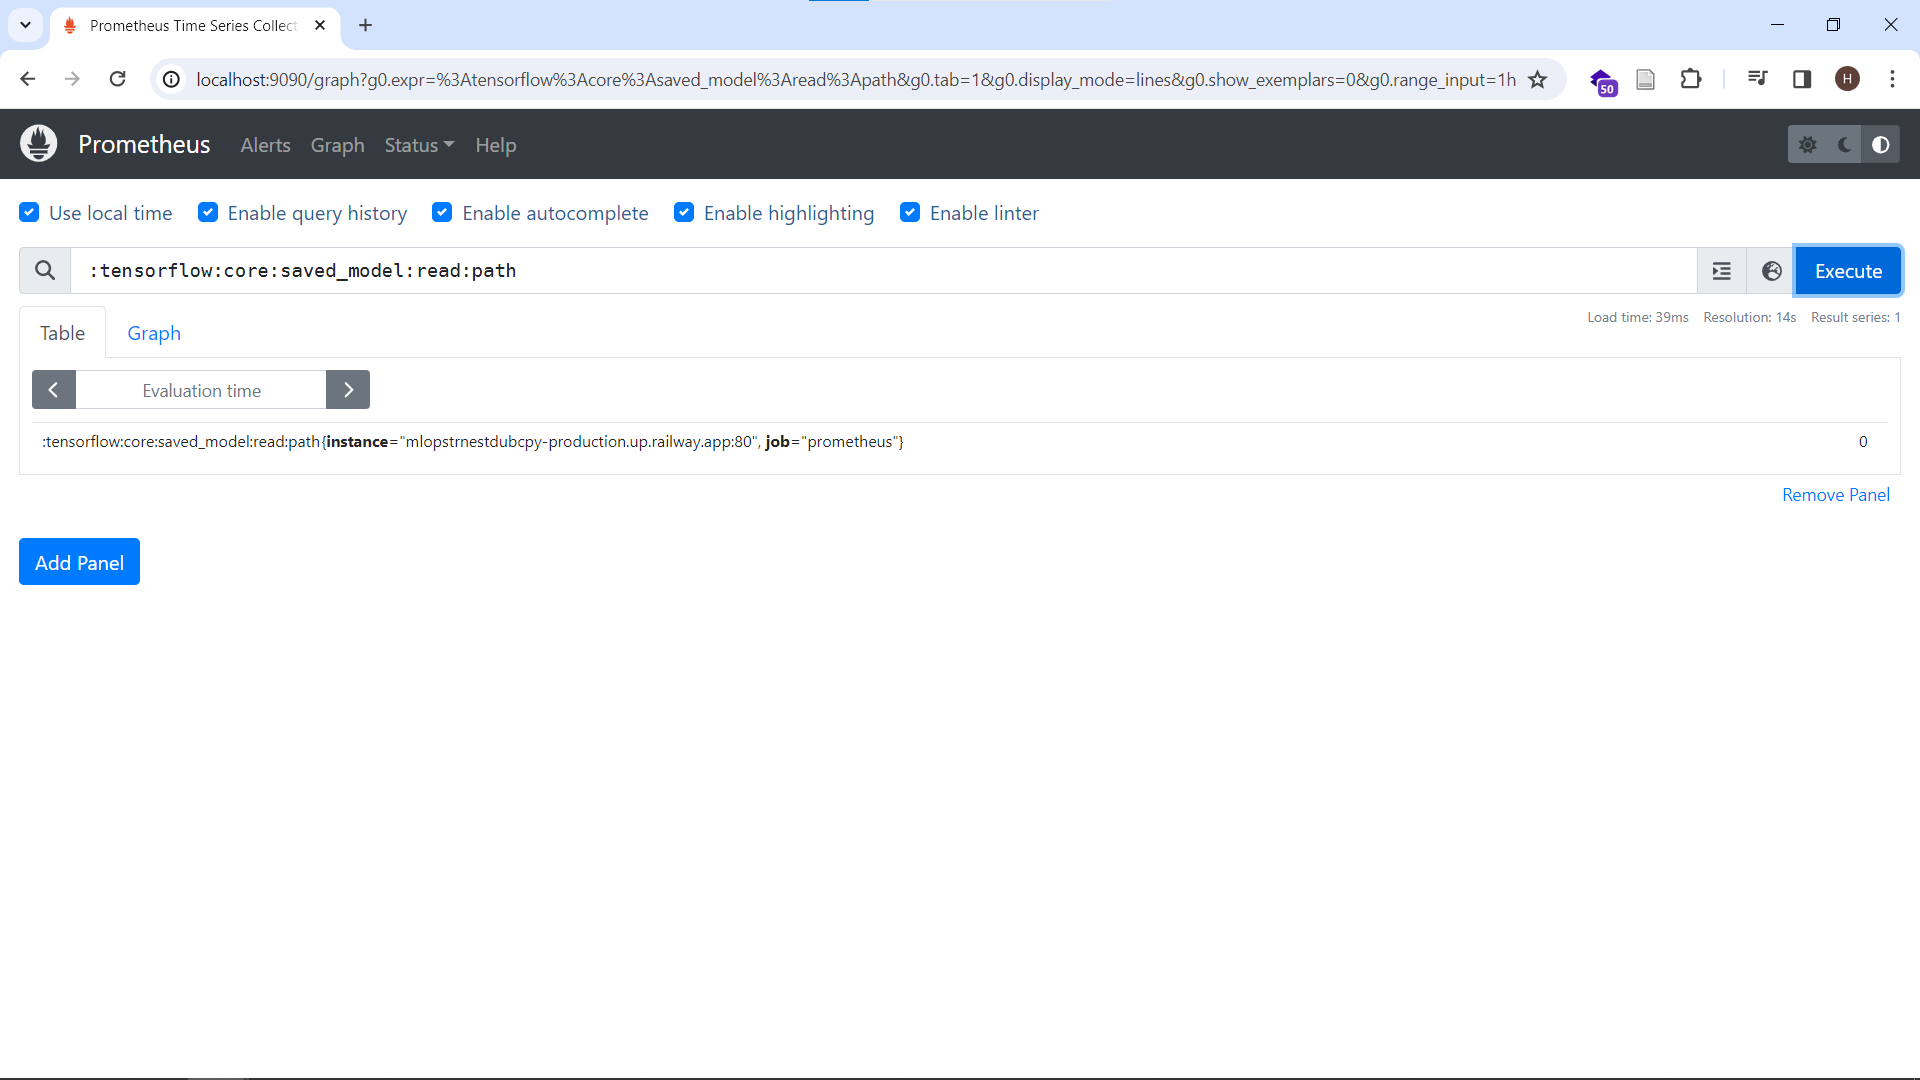 Prometheus Time Series Collect
localhost:9090/graph?g0.expr=%3Atensorflow%3Acore%3Asaved_model%3Aread%3Apath&g0.tab=1&g0.display_mode=lines&g0.show_exemplars=0&g0.range_input=1h
50
H
Prometheus Alerts Graph Status Help
Use local time Enable query history Enable autocomplete Enable highlighting Enable linter
:tensorflow:core:saved_model:read:path
Execute
Table Graph
Load time: 39ms Resolution: 14s Result series: 1
Evaluation time
:tensorflow:core:saved_model:read:path{instance="mlopstrnestdubcpy-production.up.railway.app:80", job="prometheus"} 0
Remove Panel
Add Panel